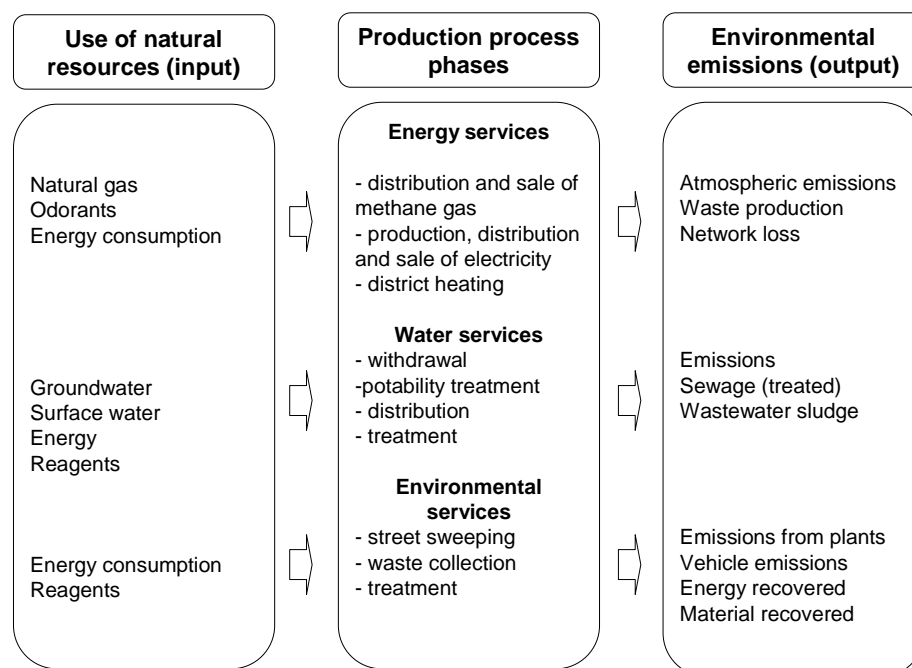 Use of natural
resources (input)
Production process
phases
Environmental
emissions (output)
Natural gas
Odorants
Energy consumption
Groundwater
Surface water
Energy
Reagents
Energy consumption
Reagents
Energy services
- distribution and sale of
methane gas
- production, distribution
and sale of electricity
- district heating
Water services
- withdrawal
-potability treatment
- distribution
- treatment
Environmental
services
- street sweeping
- waste collection
- treatment
Atmospheric emissions
Waste production
Network loss
Emissions
Sewage (treated)
Wastewater sludge
Emissions from plants
Vehicle emissions
Energy recovered
Material recovered